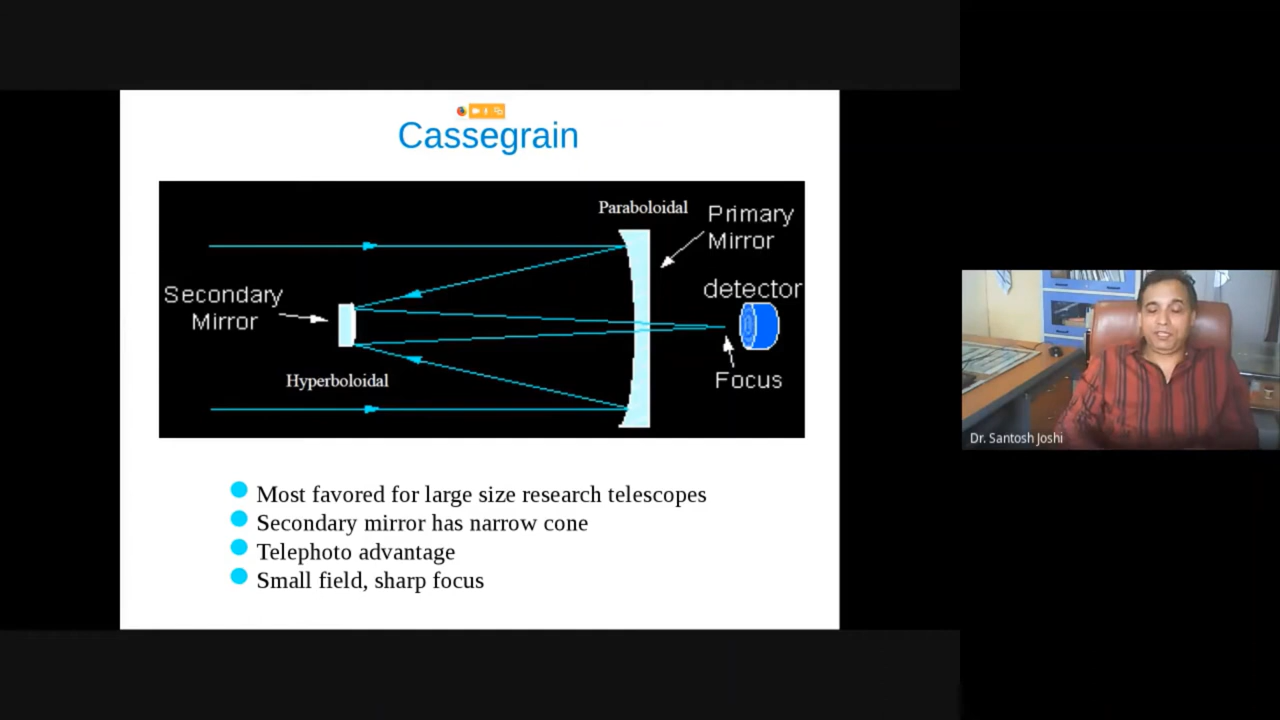 Cassegrain
Paraboloidal
Primary
Mirror
detector
Secondary
Mirror
Hyperboloidal
Focus
Most favored for large size research telescopes
Secondary mirror has narrow cone
Telephoto advantage
Small field, sharp focus
Dr. Santosh Joshi